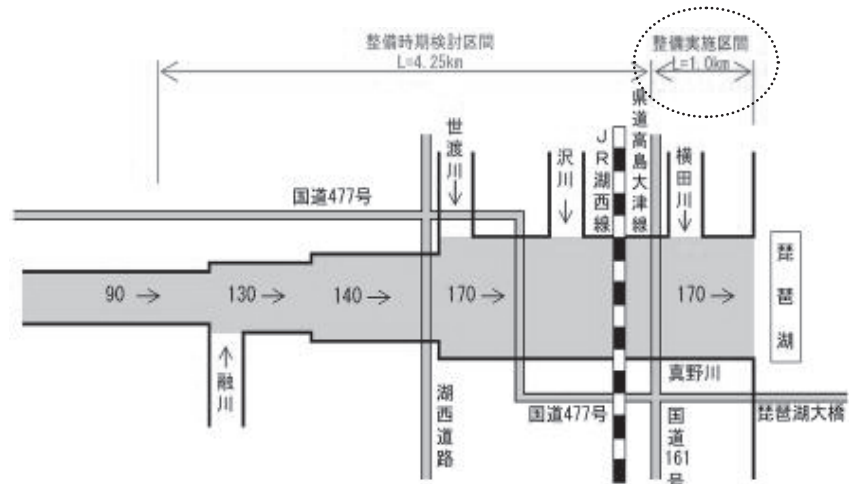 整備時期検討区間
L=4.25km
整備実施区間
L=1.0km
世渡川
沢川
JR湖西線
県道高島大津線
横田川
国道477号
90
130
140
170
170
琵琶湖
融川
真野川
湖西道路
国道477号
国道161号
琵琶湖大橋